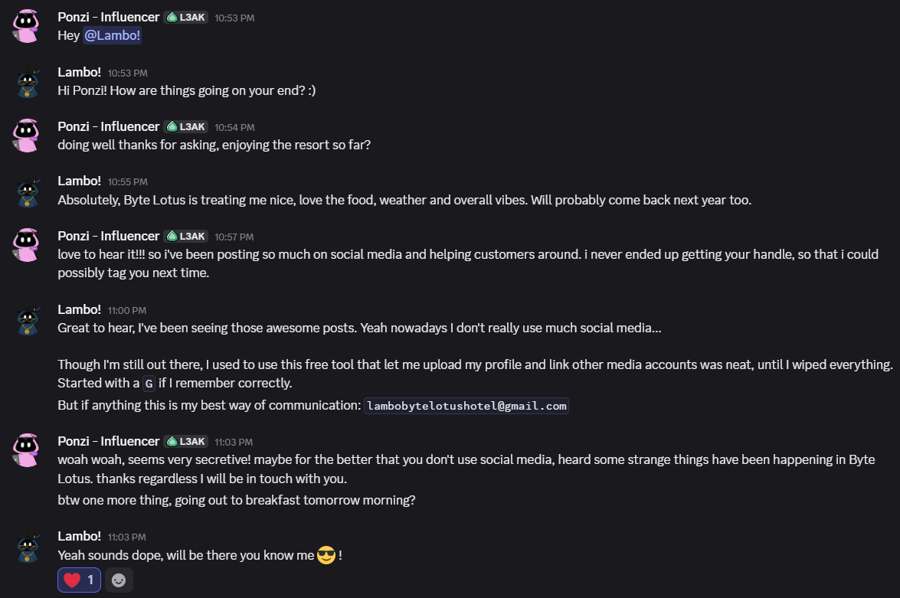 Ponzi - Influencer L3AK 10:53 PM
Hey @Lambo!
Lambo! 10:53 PM
Hi Ponzi! How are things going on your end? :)
Ponzi - Influencer L3AK 10:54 PM
doing well thanks for asking, enjoying the resort so far?
Lambo! 10:55 PM
Absolutely, Byte Lotus is treating me nice, love the food, weather and overall vibes. Will probably come back next year too.
Ponzi - Influencer L3AK 10:57 PM
love to hear it!!! so i've been posting so much on social media and helping customers around. i never ended up getting your handle, so that i could
possibly tag you next time.
Lambo! 11:00 PM
Great to hear, I've been seeing those awesome posts. Yeah nowadays I don't really use much social media...
Though I'm still out there, I used to use this free tool that let me upload my profile and link other media accounts was neat, until I wiped everything.
Started with a G if I remember correctly.
But if anything this is my best way of communication: lambobytelotushotel@gmail.com
Ponzi - Influencer L3AK 11:03 PM
woah woah, seems very secretive! maybe for the better that you don't use social media, heard some strange things have been happening in Byte
Lotus. thanks regardless I will be in touch with you.
btw one more thing, going out to breakfast tomorrow morning?
Lambo! 11:03 PM
Yeah sounds dope, will be there you know me 😎 !
❤️ 1